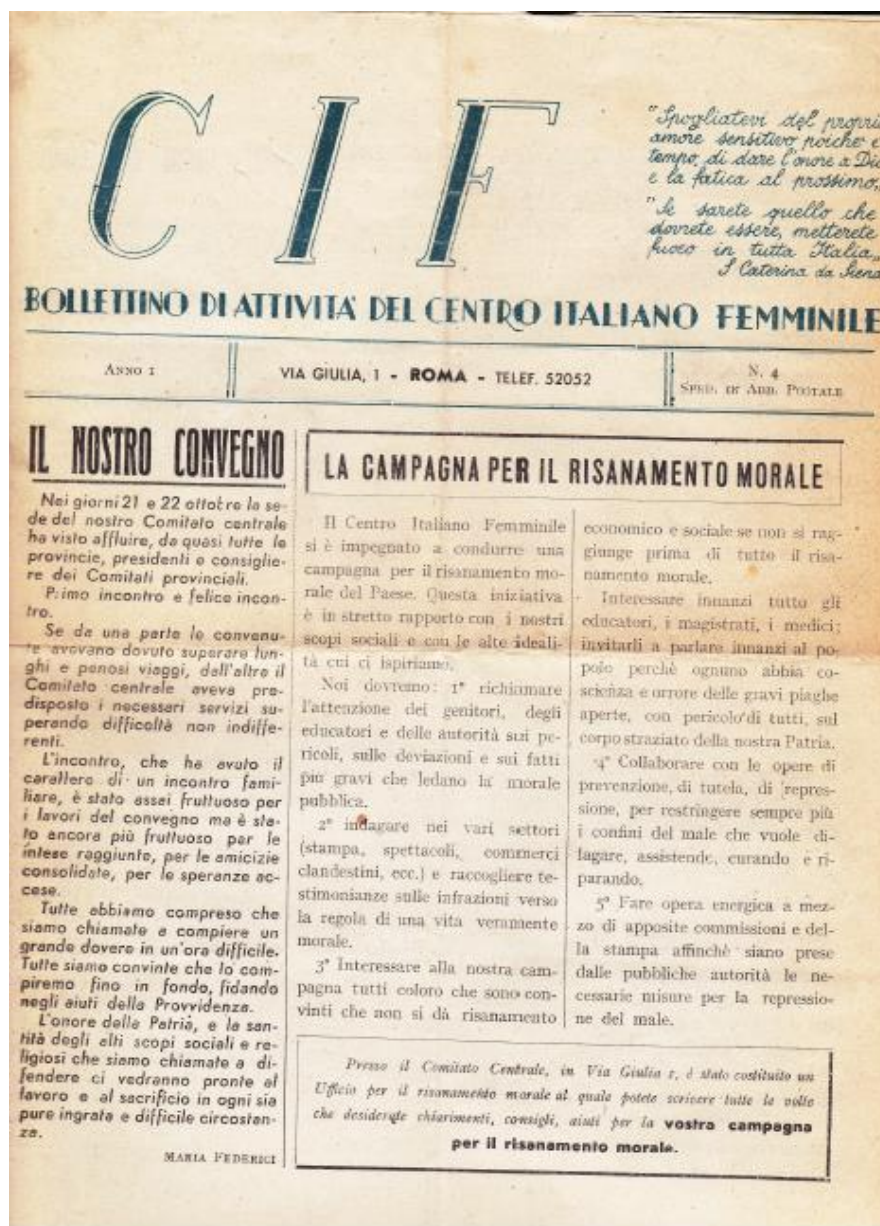 CIF
"Spogliatevi del propri
amore sensitivo poichè è
tempo, di dare l'onore a Dio
e la fatica al prossimo„
"Se sarete quello che
dovrete essere, metterete
fuoco in tutta Italia„
S Caterina da Siena
BOLLETTINO DI ATTIVITA' DEL CENTRO ITALIANO FEMMINILE
ANNO I
VIA GIULIA, 1 - ROMA - TELEF. 52052
N. 4
SPED. IN ABB. POSTALE
IL NOSTRO CONVEGNO
Nei giorni 21 e 22 ottobre la se-
de del nostro Comitato centrale
ha visto affluire, da quasi tutte le
provincie, presidenti e consiglie-
re dei Comitati provinciali.
Primo incontro e felice incon-
tro.
Se da una parte le convenu-
te avevano dovuto superare lun-
ghi e penosi viaggi, dall'altra il
Comitato centrale aveva pre-
disposto i necessari servizi su-
perando difficoltà non indiffe-
renti.
L'incontro, che ha avuto il
carattere di un incontro fami-
liare, è stato assai fruttuoso per
i lavori del convegno ma è sta-
to ancora più fruttuoso per le
intese raggiunte, per le amicizie
consolidate, per le speranze ac-
cese.
Tutte abbiamo compreso che
siamo chiamate a compiere un
grande dovere in un'ora difficile.
Tutte siamo convinte che lo com-
piremo fino in fondo, fidando
negli aiuti della Provvidenza.
L'onore della Patria, e la san-
tità degli alti scopi sociali e re-
ligiosi che siamo chiamate a di-
fendere ci vedranno pronte al
lavoro e al sacrificio in ogni sia
pure ingrata e difficile circostan-
za.
MARIA FEDERICI
LA CAMPAGNA PER IL RISANAMENTO MORALE
Il Centro Italiano Femminile
si è impegnato a condurre una
campagna per il risanamento mo-
rale del Paese. Questa iniziativa
è in stretto rapporto con i nostri
scopi sociali e con le alte ideali-
tà cui ci ispiriamo.
Noi dovremo: 1° richiamare
l'attenzione dei genitori, degli
educatori e delle autorità sui pe-
ricoli, sulle deviazioni e sui fatti
più gravi che ledano la morale
pubblica.
2° indagare nei vari settori
(stampa, spettacoli, commerci
clandestini, ecc.) e raccogliere te-
stimonianze sulle infrazioni verso
la regola di una vita veramente
morale.
3° Interessare alla nostra cam-
pagna tutti coloro che sono con-
vinti che non si dà risanamento
economico e sociale se non si rag-
giunge prima di tutto il risa-
namento morale.
Interessare innanzi tutto gli
educatori, i magistrati, i medici;
invitarli a parlare innanzi al po-
polo perchè ognuno abbia co-
scienza e orrore delle gravi piaghe
aperte, con pericolo di tutti, sul
corpo straziato della nostra Patria.
4° Collaborare con le opere di
prevenzione, di tutela, di repres-
sione, per restringere sempre più
i confini del male che vuole di-
lagare, assistendo, curando e ri-
parando.
5° Fare opera energica a mez-
zo di apposite commissioni e del-
la stampa affinchè siano prese
dalle pubbliche autorità le ne-
cessarie misure per la repressio-
ne del male.
Presso il Comitato Centrale, in Via Giulia 1, è stato costituito un
Ufficio per il risanamento morale al quale potete scrivere tutte le volte
che desiderate chiarimenti, consigli, aiuti per la vostra campagna
per il risanamento morale.